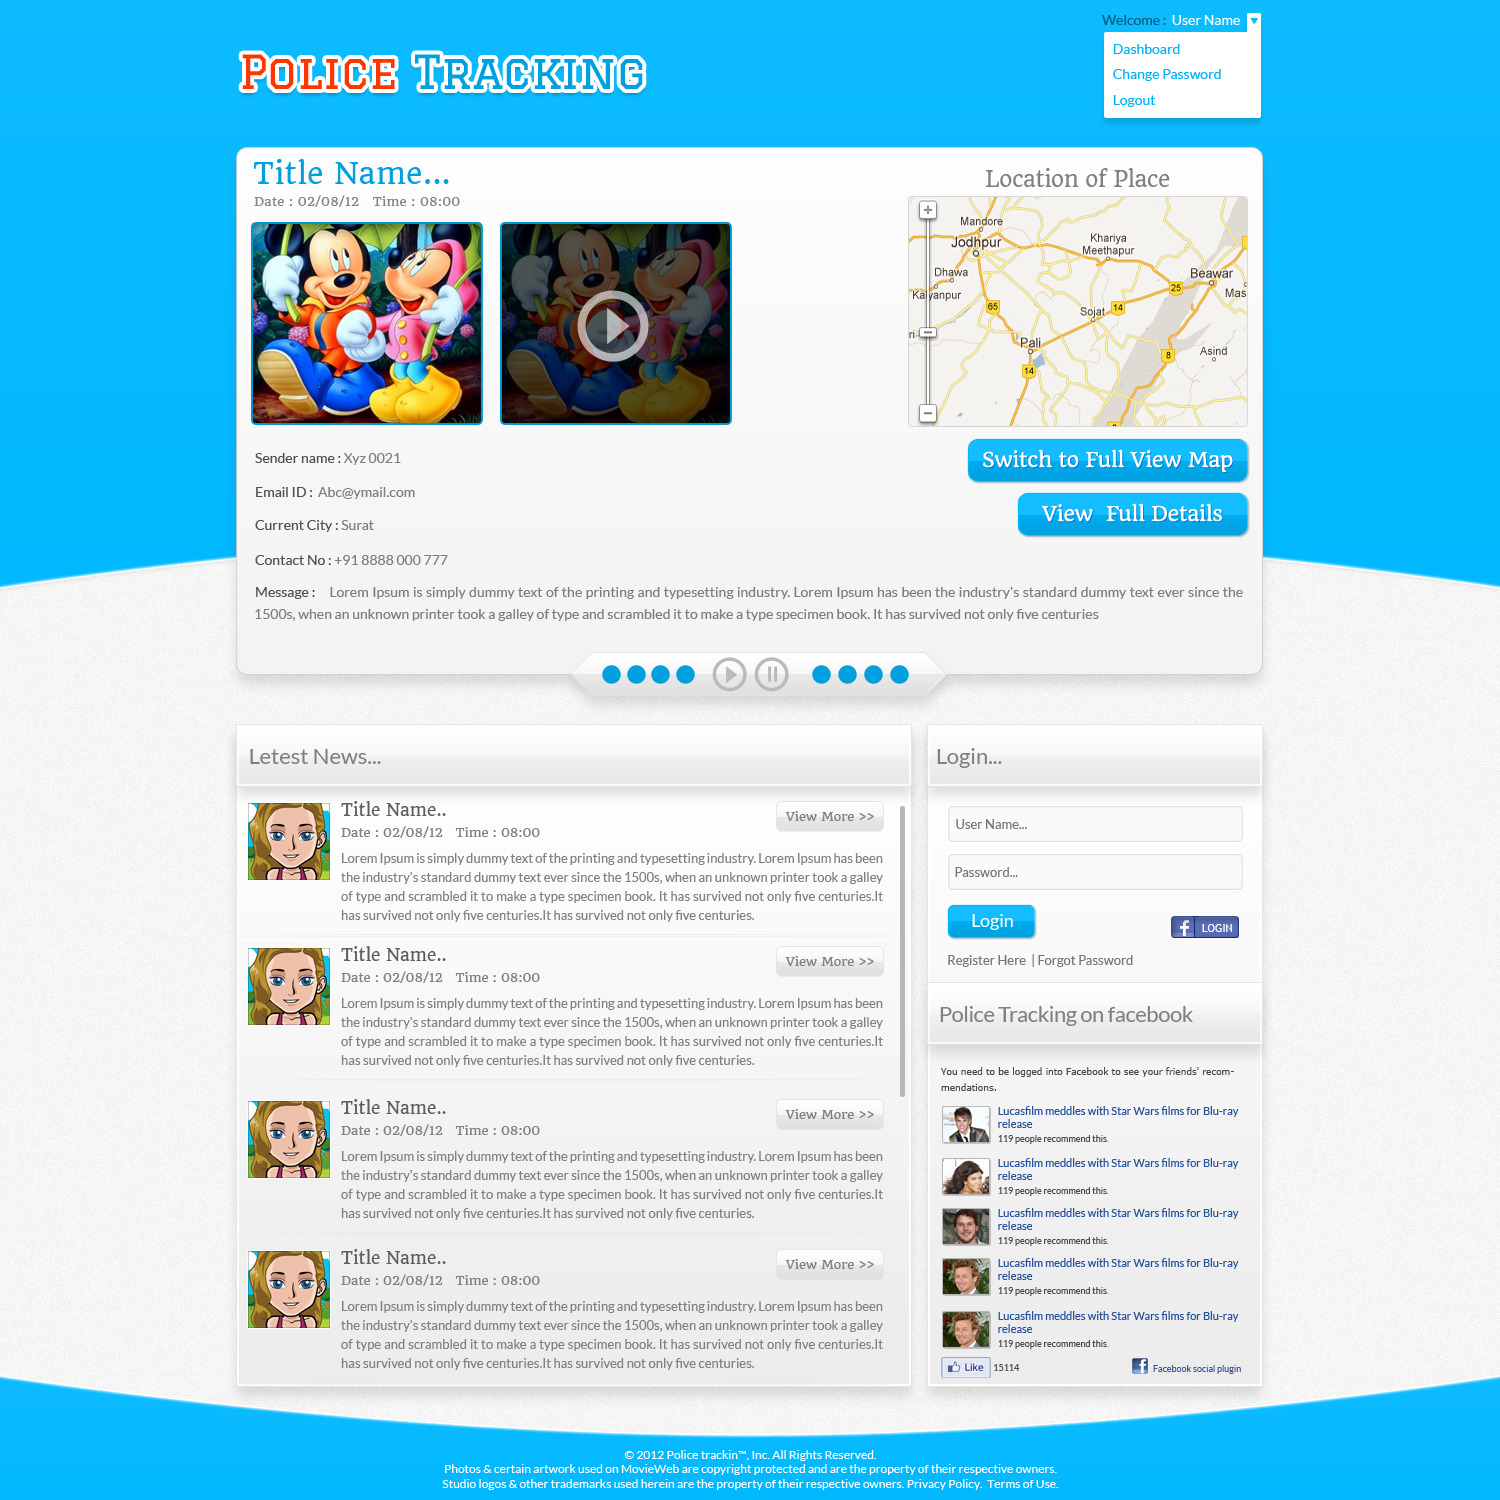 Welcome : User Name
Dashboard
Change Password
Logout
Police Tracking
Title Name...
Date : 02/08/12 Time : 08:00
Location of Place
Mandore
Jodhpur
Khariya
Meethapur
Dhawa
Beawar
Kalyanpur
25
Mas
65
14
Sojat
ri
Pali
8
Asind
14
Sender name : Xyz 0021
Email ID : Abc@ymail.com
Current City : Surat
Contact No : +91 8888 000 777
Switch to Full View Map
View Full Details
Message : Lorem Ipsum is simply dummy text of the printing and typesetting industry. Lorem Ipsum has been the industry's standard dummy text ever since the
1500s, when an unknown printer took a galley of type and scrambled it to make a type specimen book. It has survived not only five centuries
Letest News...
Title Name..
Date : 02/08/12 Time : 08:00
View More >>
Lorem Ipsum is simply dummy text of the printing and typesetting industry. Lorem Ipsum has been
the industry's standard dummy text ever since the 1500s, when an unknown printer took a galley
of type and scrambled it to make a type specimen book. It has survived not only five centuries.It
has survived not only five centuries.It has survived not only five centuries.
Title Name..
Date : 02/08/12 Time : 08:00
View More >>
Lorem Ipsum is simply dummy text of the printing and typesetting industry. Lorem Ipsum has been
the industry's standard dummy text ever since the 1500s, when an unknown printer took a galley
of type and scrambled it to make a type specimen book. It has survived not only five centuries.It
has survived not only five centuries.It has survived not only five centuries.
Title Name..
Date : 02/08/12 Time : 08:00
View More >>
Lorem Ipsum is simply dummy text of the printing and typesetting industry. Lorem Ipsum has been
the industry's standard dummy text ever since the 1500s, when an unknown printer took a galley
of type and scrambled it to make a type specimen book. It has survived not only five centuries.It
has survived not only five centuries.It has survived not only five centuries.
Title Name..
Date : 02/08/12 Time : 08:00
View More >>
Lorem Ipsum is simply dummy text of the printing and typesetting industry. Lorem Ipsum has been
the industry's standard dummy text ever since the 1500s, when an unknown printer took a galley
of type and scrambled it to make a type specimen book. It has survived not only five centuries.It
has survived not only five centuries.It has survived not only five centuries.
Login...
User Name...
Password...
Login
f LOGIN
Register Here | Forgot Password
Police Tracking on facebook
You need to be logged into Facebook to see your friends' recom-
mendations.
Lucasfilm meddles with Star Wars films for Blu-ray
release
119 people recommend this.
Lucasfilm meddles with Star Wars films for Blu-ray
release
119 people recommend this.
Lucasfilm meddles with Star Wars films for Blu-ray
release
119 people recommend this.
Lucasfilm meddles with Star Wars films for Blu-ray
release
119 people recommend this.
Lucasfilm meddles with Star Wars films for Blu-ray
release
119 people recommend this.
Like 15114
f Facebook social plugin
© 2012 Police trackin™, Inc. All Rights Reserved.
Photos & certain artwork used on MovieWeb are copyright protected and are the property of their respective owners.
Studio logos & other trademarks used herein are the property of their respective owners. Privacy Policy. Terms of Use.